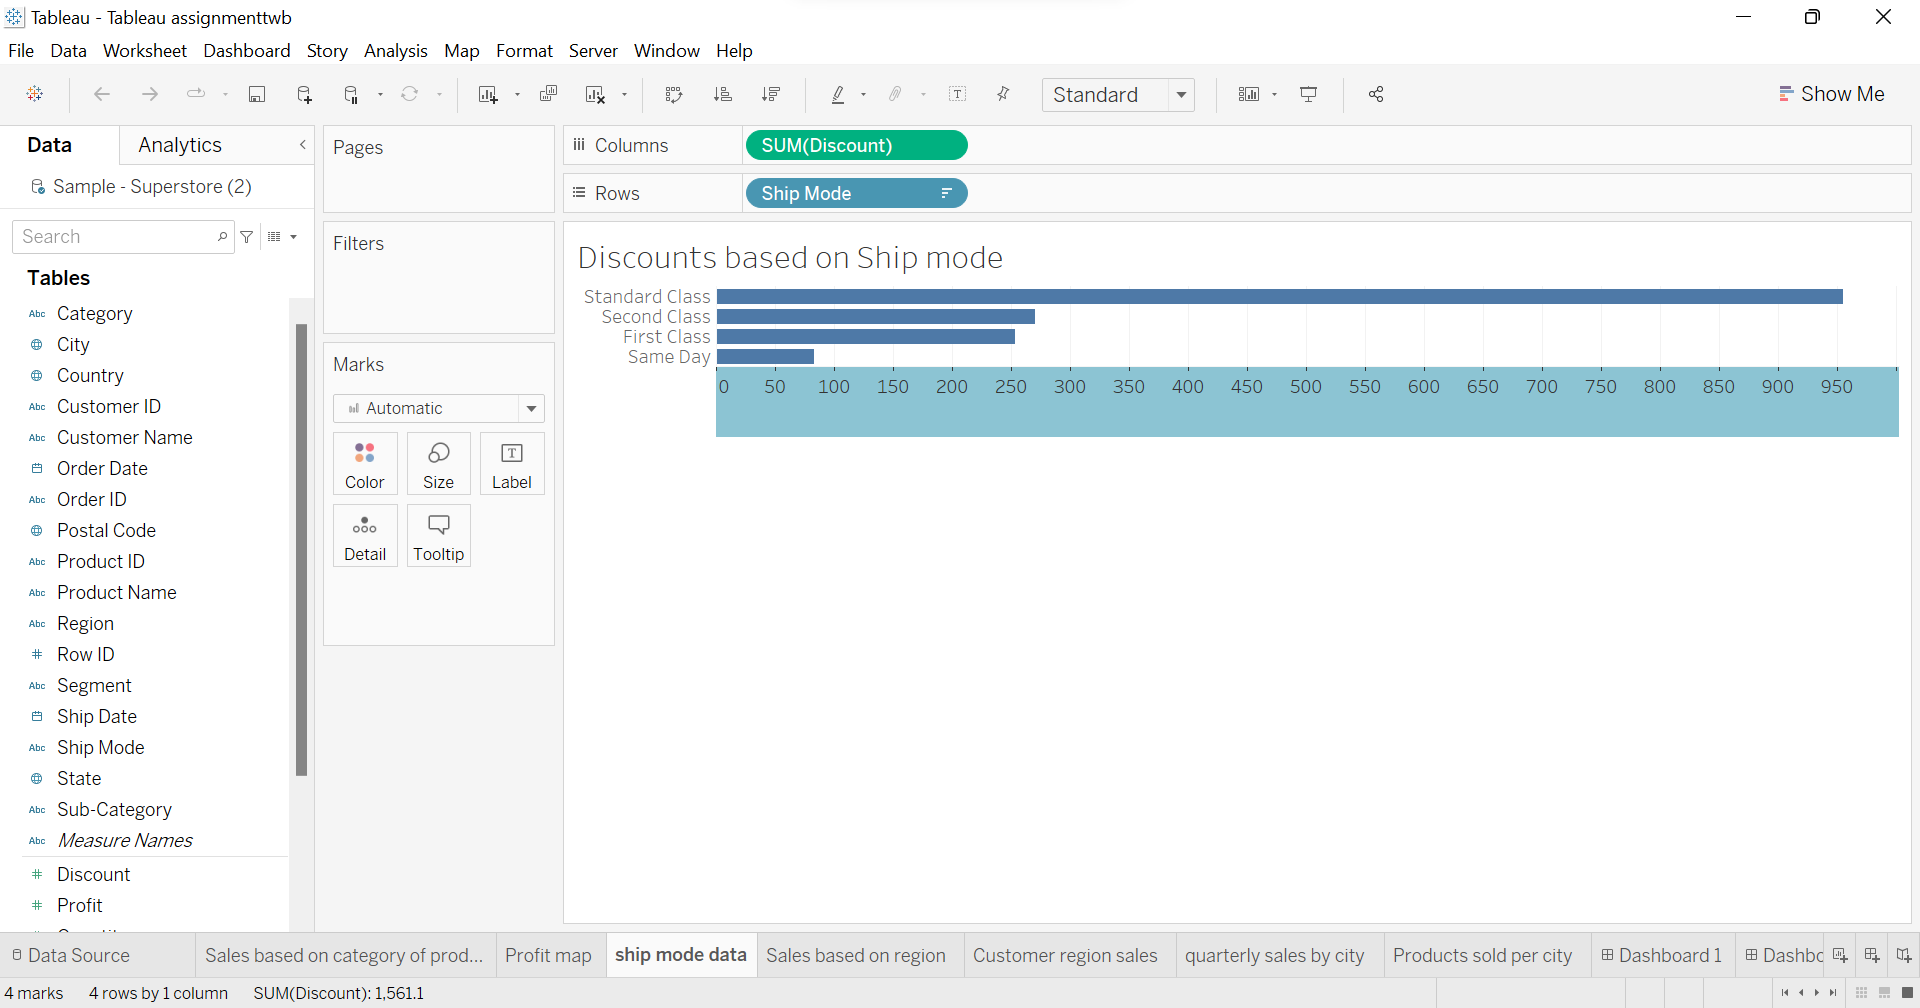 Tableau - Tableau assignmenttwb
File Data Worksheet Dashboard Story Analysis Map Format Server Window Help
Standard
Show Me
Data Analytics
Sample - Superstore (2)
Search
Tables
Abc Category
City
Country
Abc Customer ID
Abc Customer Name
Order Date
Abc Order ID
Postal Code
Abc Product ID
Abc Product Name
Abc Region
# Row ID
Abc Segment
Ship Date
Abc Ship Mode
State
Abc Sub-Category
Abc Measure Names
# Discount
# Profit
Pages
Filters
Marks
Automatic
Color Size Label
Detail Tooltip
Columns SUM(Discount)
Rows Ship Mode
Discounts based on Ship mode
Standard Class
Second Class
First Class
Same Day
0 50 100 150 200 250 300 350 400 450 500 550 600 650 700 750 800 850 900 950
Data Source Sales based on category of prod... Profit map ship mode data Sales based on region Customer region sales quarterly sales by city Products sold per city Dashboard 1 Dashbo
4 marks 4 rows by 1 column SUM(Discount): 1,561.1